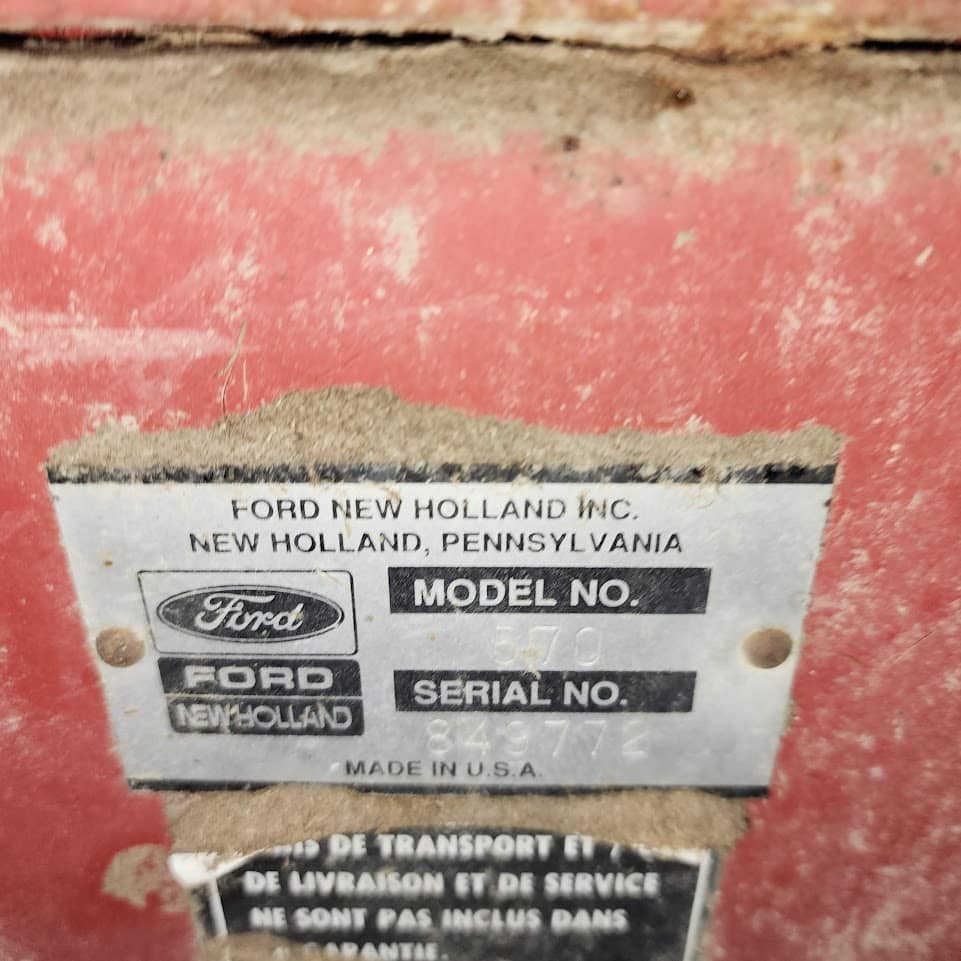 FORD NEW HOLLAND INC.
NEW HOLLAND, PENNSYLVANIA
Ford
MODEL NO.
570
FORD
SERIAL NO.
NEW HOLLAND
849772
MADE IN U.S.A.
DE TRANSPORT ET
DE LIVRAISON ET DE SERVICE
NE SONT PAS INCLUS DANS